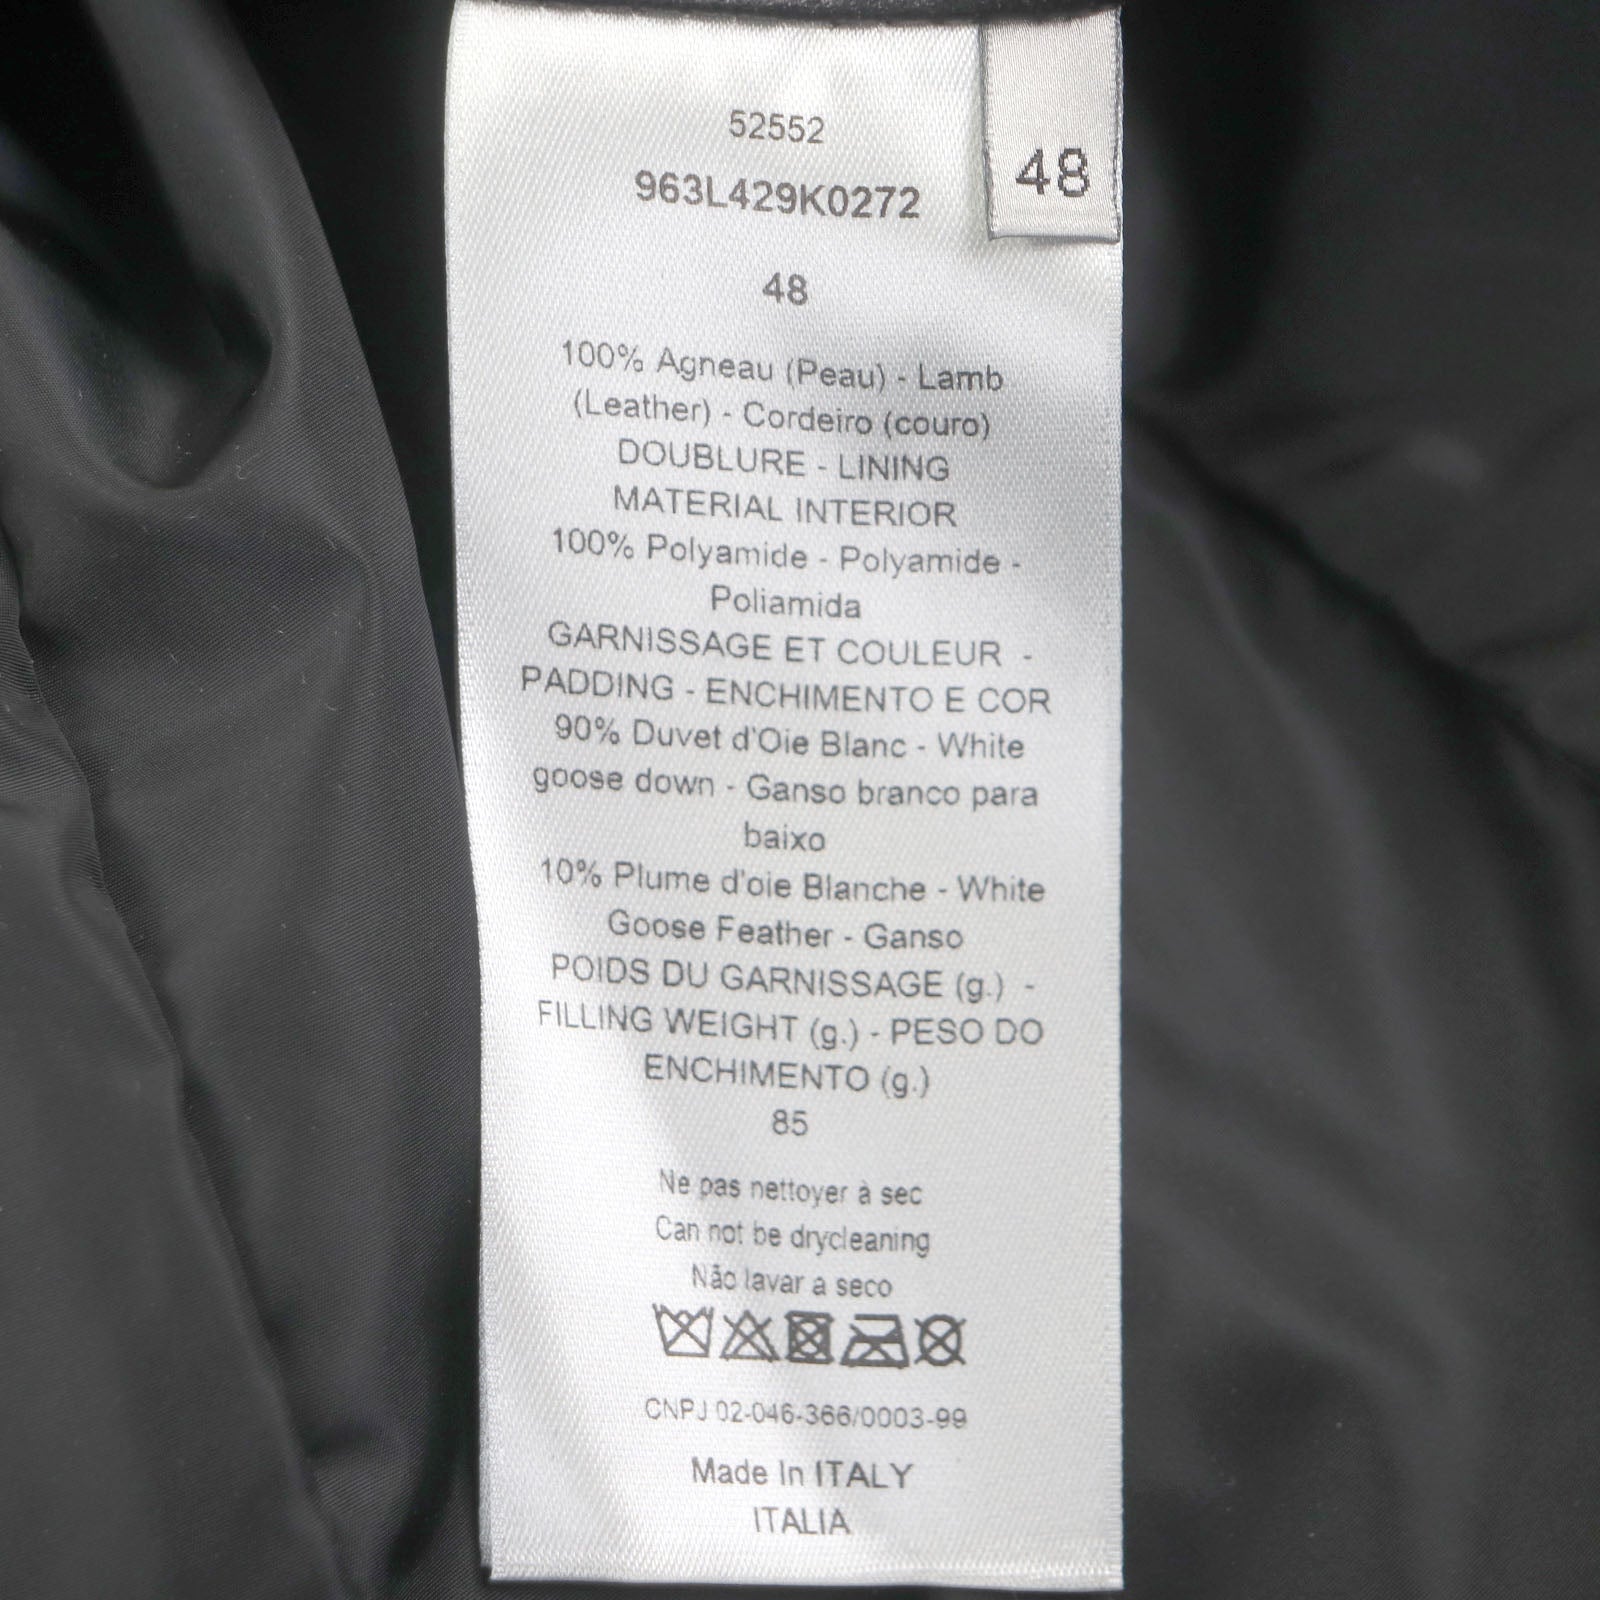 52552
48
963L429K0272
48
100% Agneau (Peau) - Lamb
(Leather) - Cordeiro (couro)
DOUBLURE - LINING
MATERIAL INTERIOR
100% Polyamide - Polyamide -
Poliamida
GARNISSAGE ET COULEUR -
PADDING - ENCHIMENTO E COR
90% Duvet d'Oie Blanc - White
goose down - Ganso branco para
baixo
10% Plume d'oie Blanche - White
Goose Feather - Ganso
POIDS DU GARNISSAGE (g.) -
FILLING WEIGHT (g.) - PESO DO
ENCHIMENTO (g.)
85
Ne pas nettoyer à sec
Can not be drycleaning
Não lavar a seco
CNPJ 02-046-366/0003-99
Made In ITALY
ITALIA